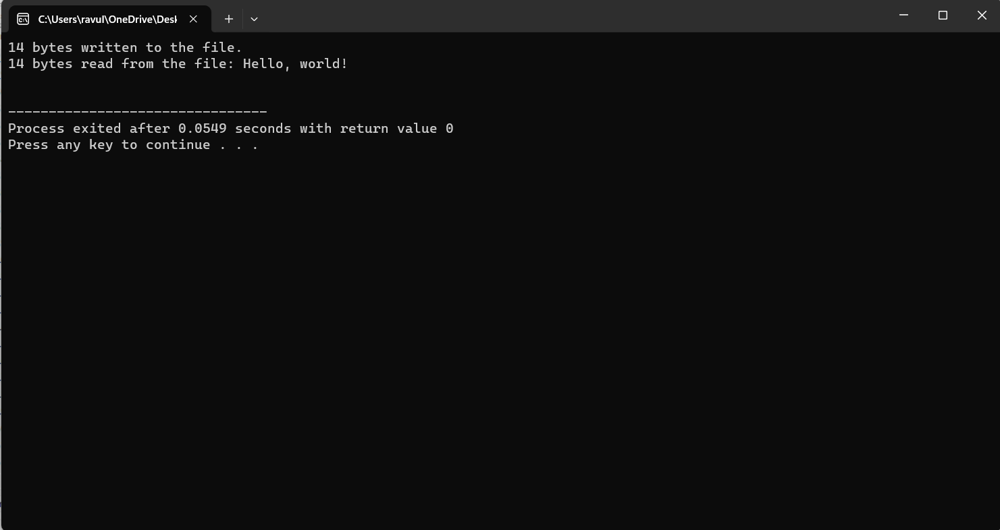 C:\Users\ravul\OneDrive\Desk
14 bytes written to the file.
14 bytes read from the file: Hello, world!
--------------------------------
Process exited after 0.0549 seconds with return value 0
Press any key to continue . . .